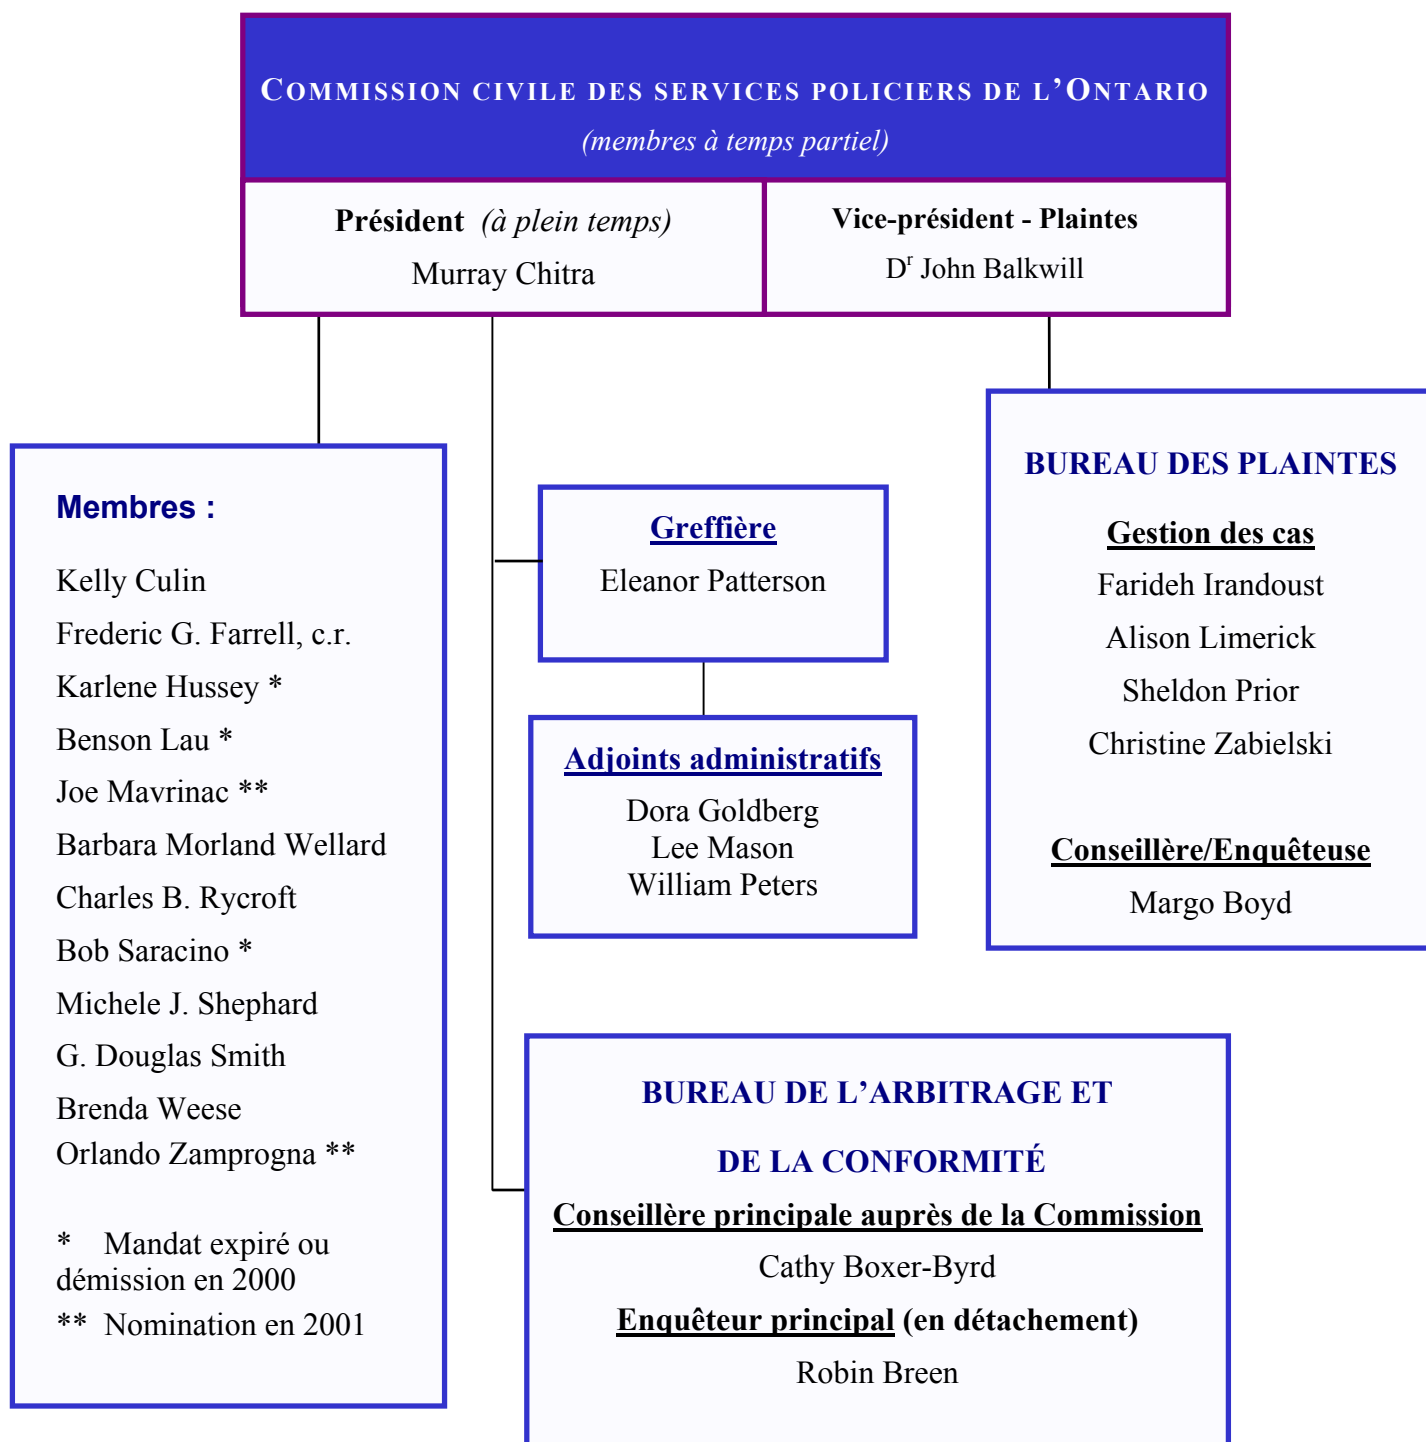 COMMISSION CIVILE DES SERVICES POLICIERS DE L’ONTARIO
(membres à temps partiel)
Président (à plein temps)
Murray Chitra
Vice-président - Plaintes
Dr John Balkwill
Membres :
Kelly Culin
Frederic G. Farrell, c.r.
Karlene Hussey *
Benson Lau *
Joe Mavrinac **
Barbara Morland Wellard
Charles B. Rycroft
Bob Saracino *
Michele J. Shephard
G. Douglas Smith
Brenda Weese
Orlando Zamprogna **
* Mandat expiré ou
démission en 2000
** Nomination en 2001
Greffière
Eleanor Patterson
Adjoints administratifs
Dora Goldberg
Lee Mason
William Peters
BUREAU DES PLAINTES
Gestion des cas
Farideh Irandoust
Alison Limerick
Sheldon Prior
Christine Zabielski
Conseillère/Enquêteuse
Margo Boyd
BUREAU DE L’ARBITRAGE ET
DE LA CONFORMITÉ
Conseillère principale auprès de la Commission
Cathy Boxer-Byrd
Enquêteur principal (en détachement)
Robin Breen